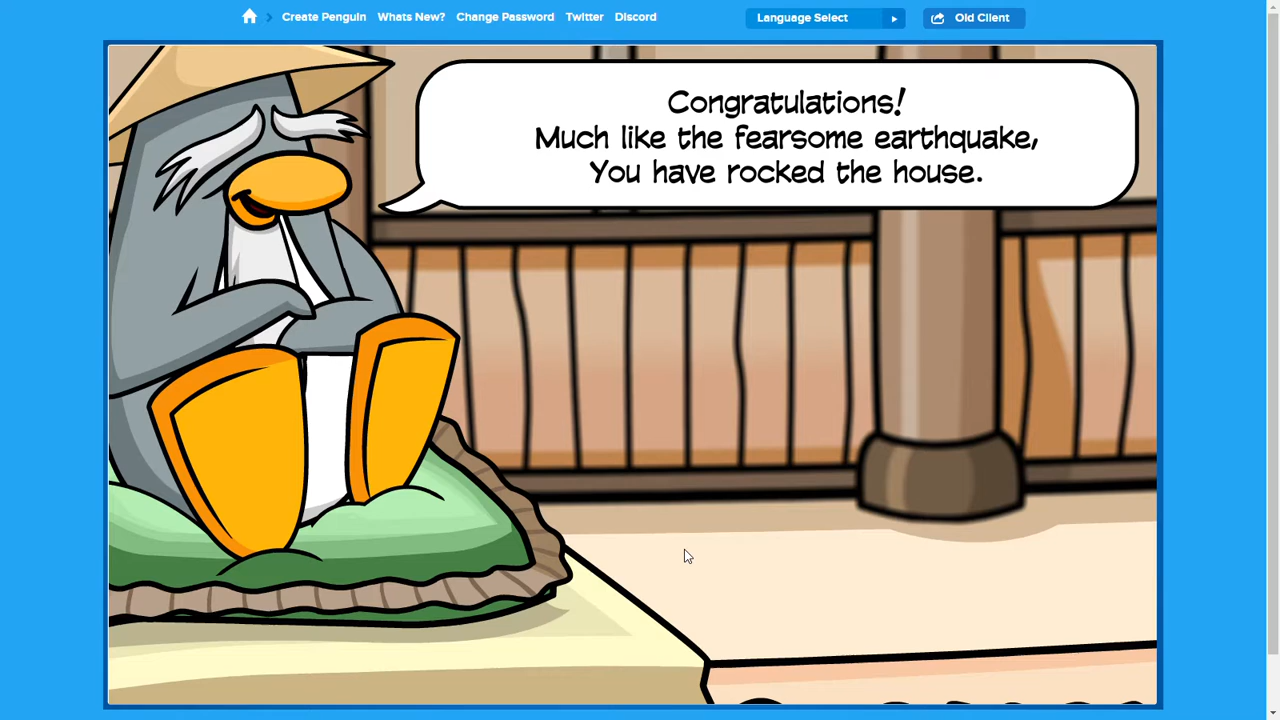 Create Penguin Whats New? Change Password Twitter Discord Language Select Old Client
Congratulations!
Much like the fearsome earthquake,
You have rocked the house.